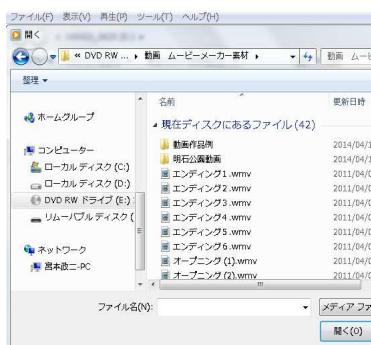 ファイル(F) 表示(V) 再生(P) ツール(T) ヘルプ(H)
開く
« DVD RW ... 動画 ムービーメーカー素材
動画 ムービ
整理
名前 更新日時
現在ディスクにあるファイル (42)
動画作品例 2014/04/1
明石公園動画 2014/04/1
エンディング1.wmv 2011/04/0
エンディング2.wmv 2011/04/0
エンディング3.wmv 2011/04/0
エンディング4.wmv 2011/04/0
エンディング5.wmv 2011/04/0
エンディング6.wmv 2011/04/0
オープニング (1).wmv 2011/04/0
オープニング (2).wmv 2011/04/0
ホームグループ
コンピューター
ローカル ディスク (C:)
ローカル ディスク (D:)
DVD RW ドライブ (E:)
リムーバブル ディスク (
ネットワーク
宮本政二-PC
ファイル名(N):
メディア ファ
開く(O)